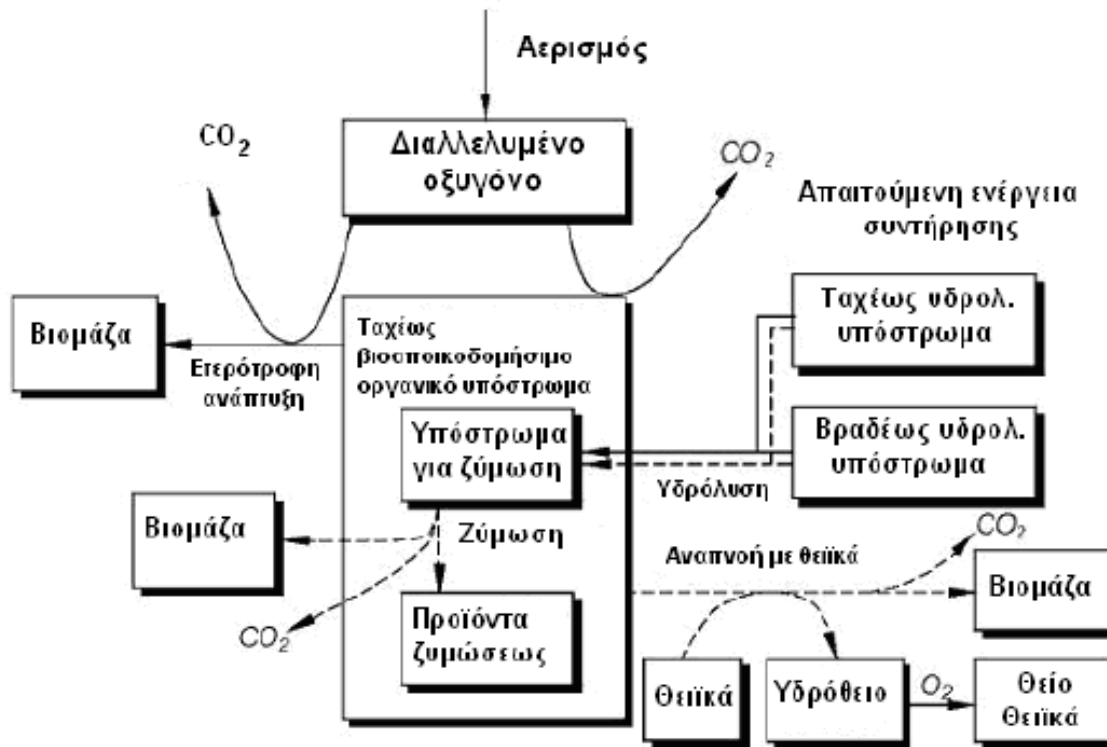 Αερισμός
CO2
Διαλλελυμένο
οξυγόνο
CO2
Απαιτούμενη ενέργεια
συντήρησης
Βιομάζα
Ετερότροφη
ανάπτυξη
Ταχέως
βιοαποικοδομήσιμο
οργανικό υπόστρωμα
Ταχέως υδρολ.
υπόστρωμα
Υπόστρωμα
για ζύμωση
Βραδέως υδρολ.
υπόστρωμα
Υδρόλυση
Βιομάζα
Ζύμωση
CO2
Προϊόντα
ζυμώσεως
Αναπνοή με θειϊκά
CO2
Βιομάζα
Θειϊκά
Υδρόθειο
O2
Θείο
Θειϊκά